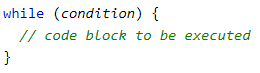 while (condition) {
  // code block to be executed
}